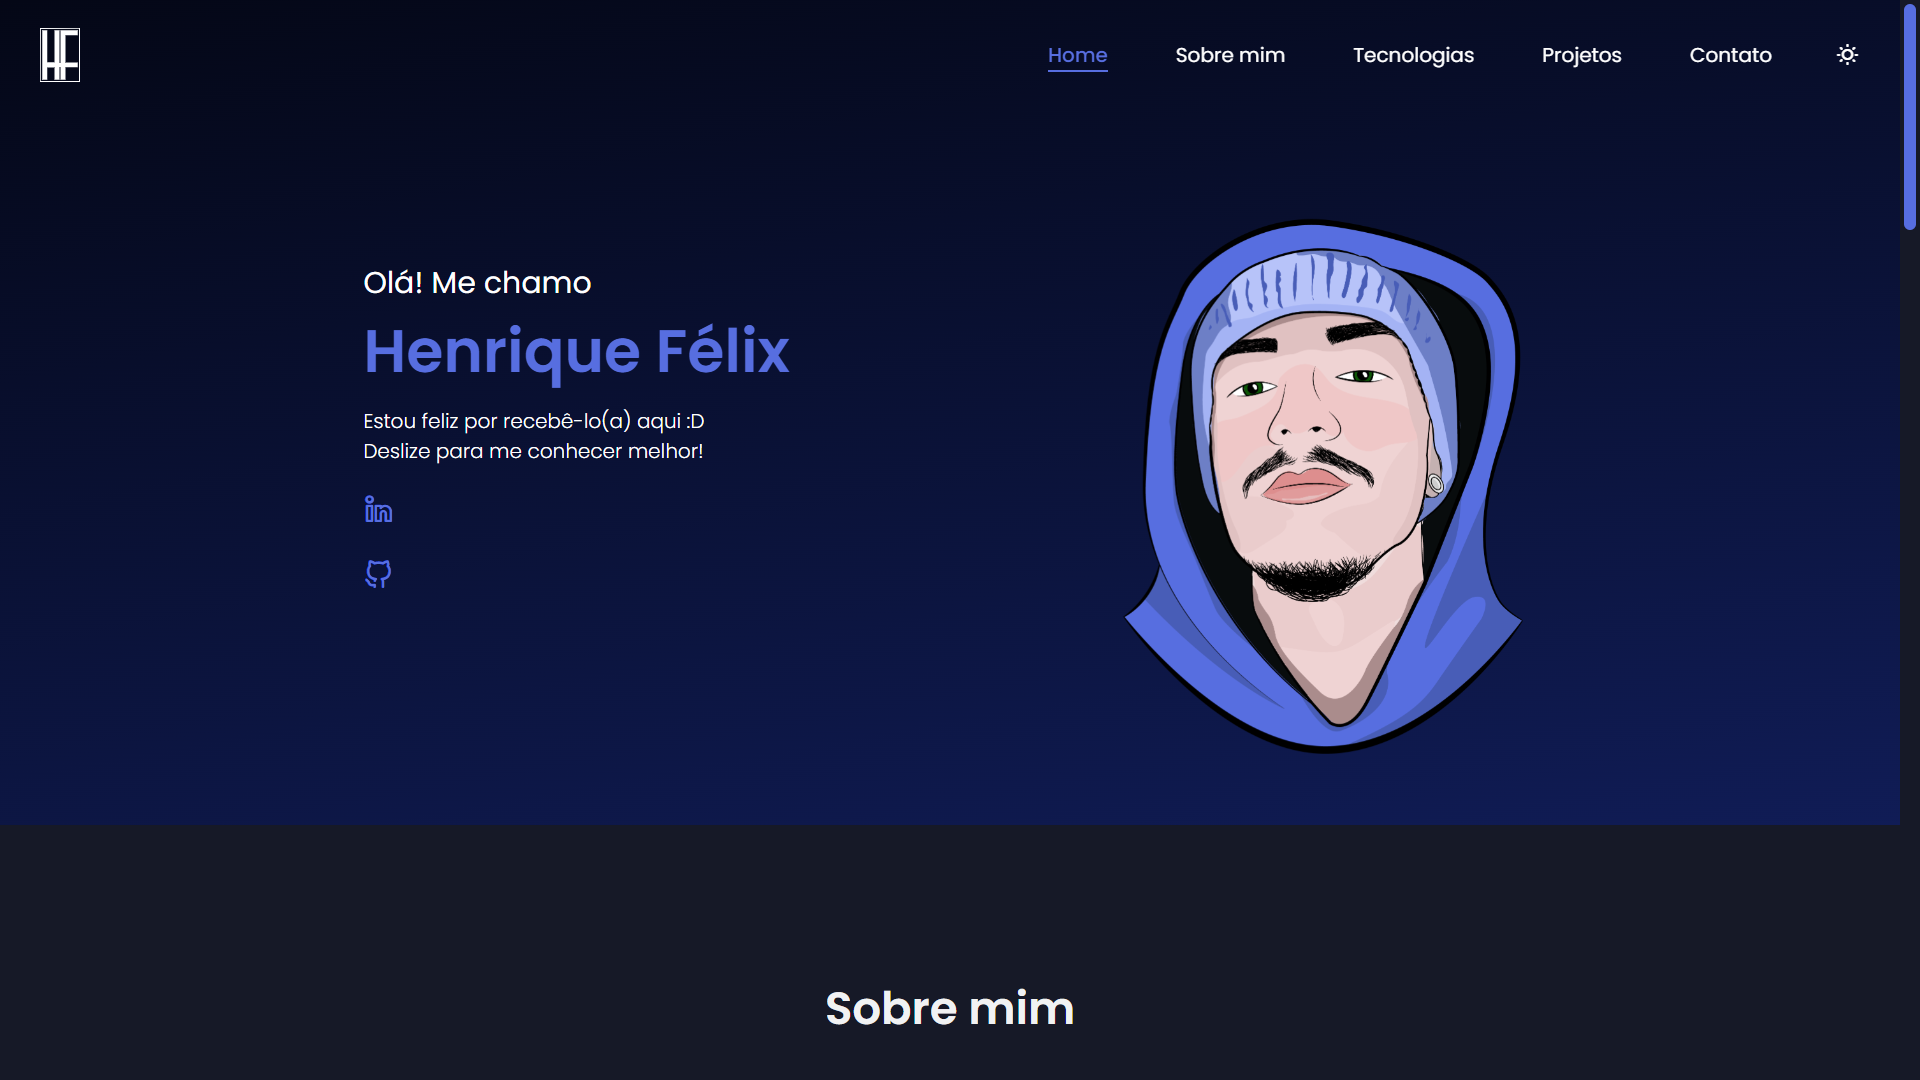 HF
Home Sobre mim Tecnologias Projetos Contato
Olá! Me chamo
Henrique Félix
Estou feliz por recebê-lo(a) aqui :D
Deslize para me conhecer melhor!
in
Sobre mim